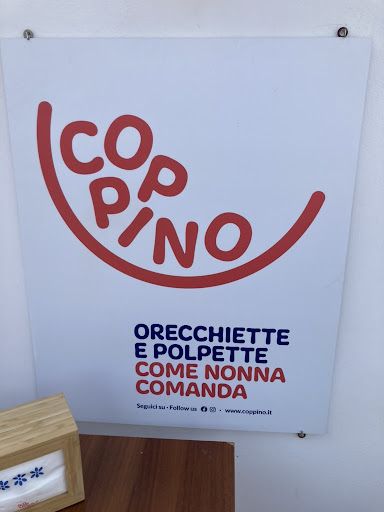 COP
PINO
ORECCHIETTE
E POLPETTE
COME NONNA
COMANDA
Seguici su • Follow us • www.coppino.it